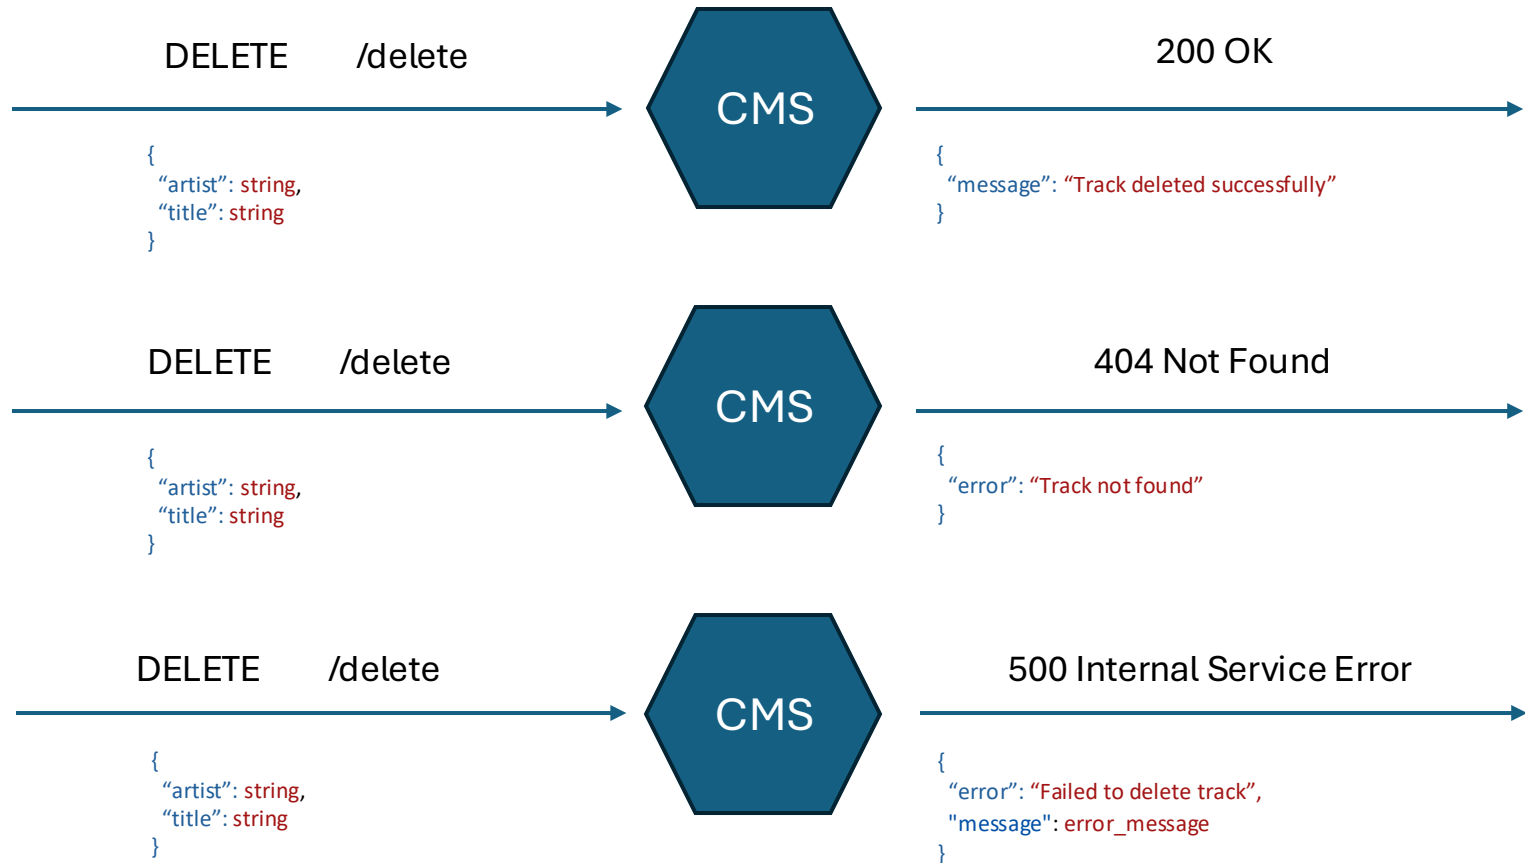 DELETE /delete
CMS
200 OK
{
“artist”: string,
“title”: string
}
{
“message”: “Track deleted successfully”
}
DELETE /delete
CMS
404 Not Found
{
“artist”: string,
“title”: string
}
{
“error”: “Track not found”
}
DELETE /delete
CMS
500 Internal Service Error
{
“artist”: string,
“title”: string
}
{
“error”: “Failed to delete track”,
"message": error_message
}